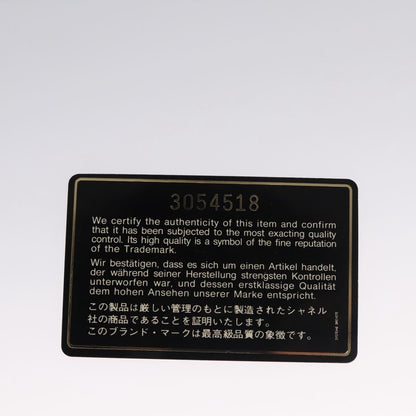 3054518
We certify the authenticity of this item and confirm
that it has been subjected to the most exacting quality
control. Its high quality is a symbol of the fine reputation
of the Trademark.
Wir bestätigen, dass es sich um einen Artikel handelt,
der während seiner Herstellung strengsten Kontrollen
unterworfen war, und dessen erstklassige Qualität
dem hohen Ansehen unserer Marke entspricht.
この製品は厳しい管理のもとに製造されたシャネル
社の商品であることを証明いたします。
このブランド・マークは最高級品質の象徴です。